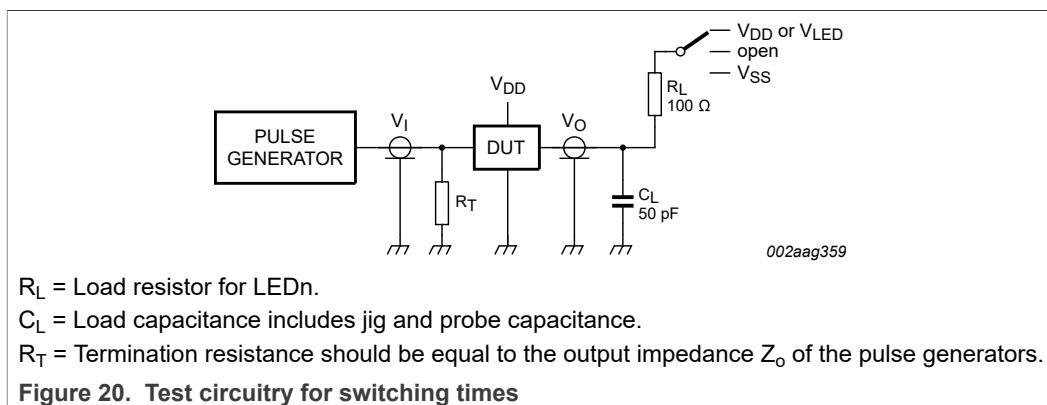 V_DD or V_LED
open
V_SS
R_L
100 Ω
V_DD
V_I
V_O
PULSE
GENERATOR
DUT
R_T
C_L
50 pF
002aag359
R_L = Load resistor for LEDn.
C_L = Load capacitance includes jig and probe capacitance.
R_T = Termination resistance should be equal to the output impedance Z_o of the pulse generators.
Figure 20. Test circuitry for switching times